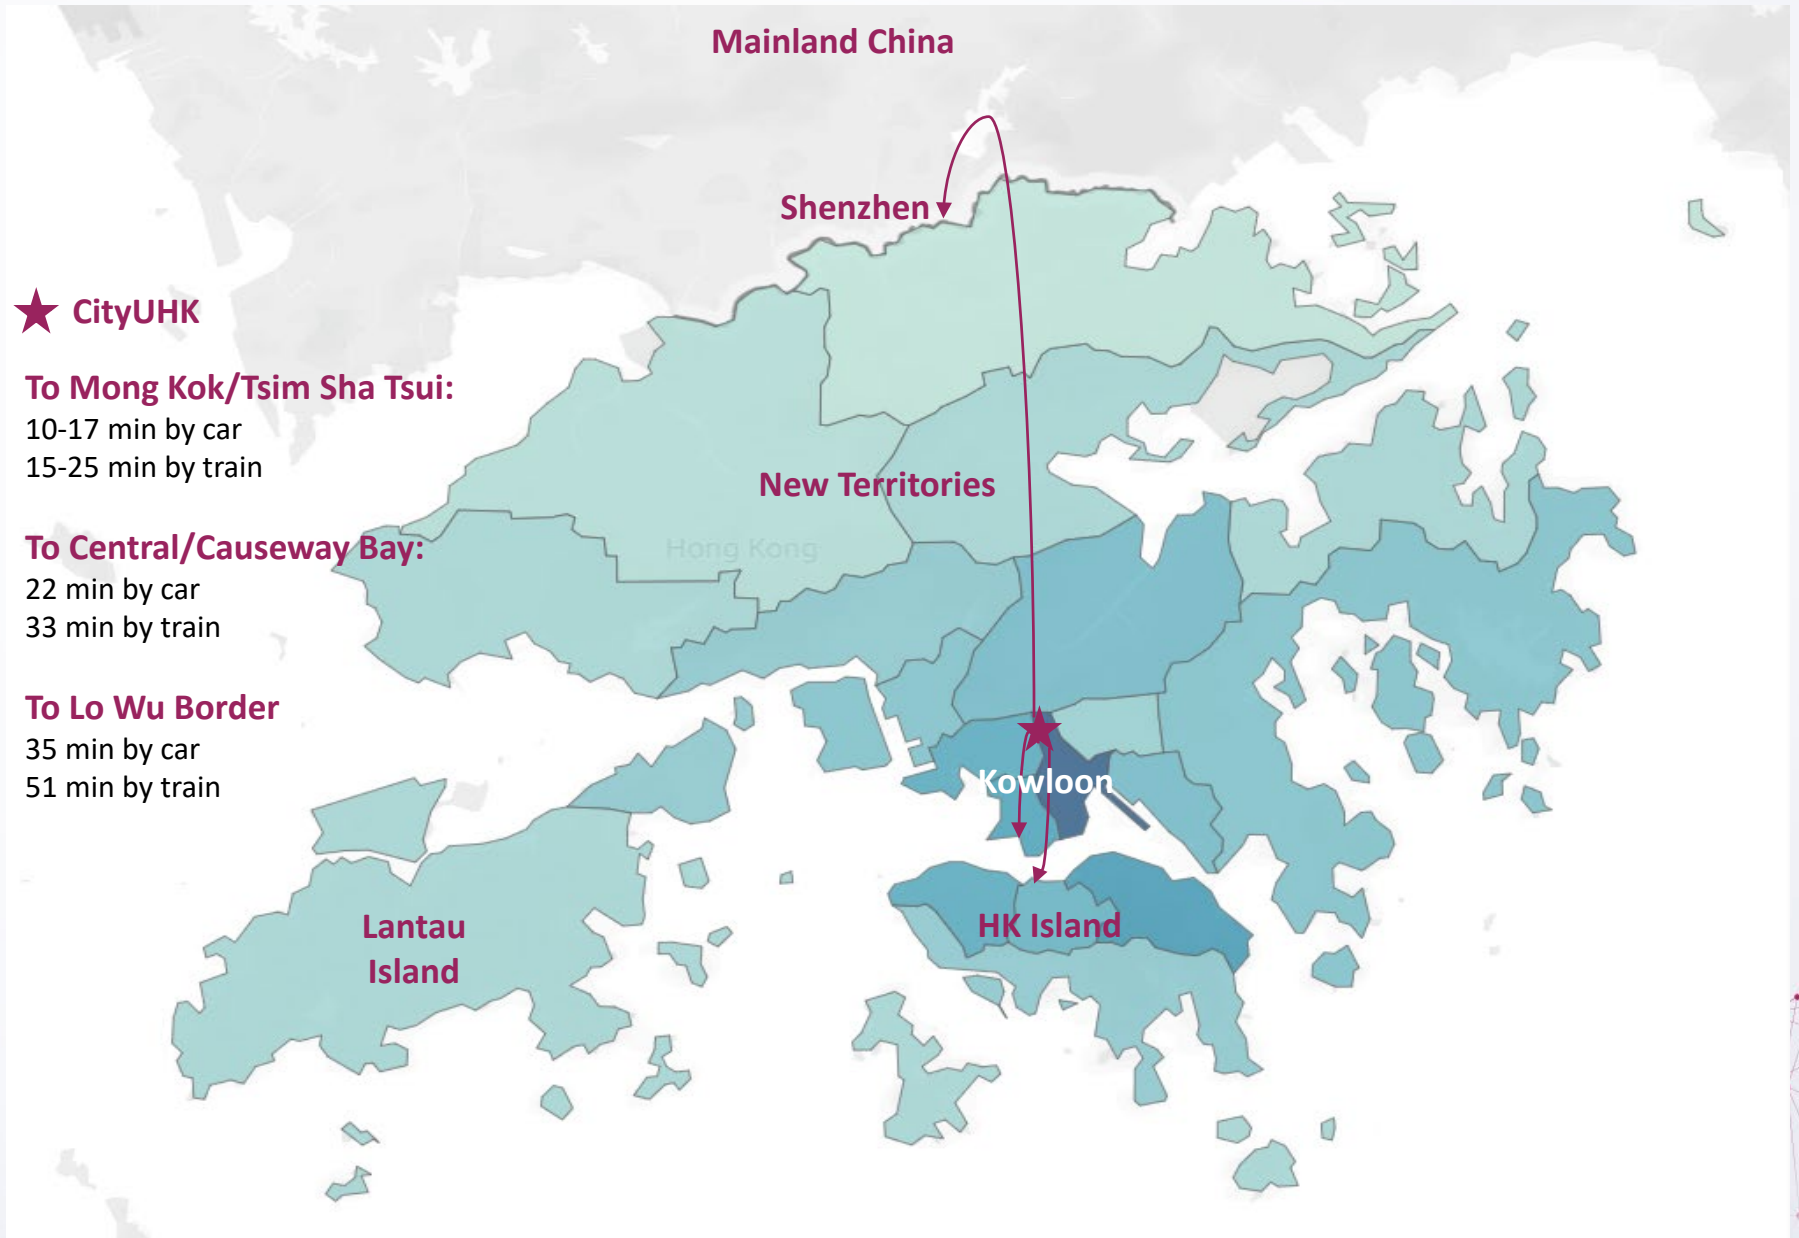 Mainland China
Shenzhen
CityUHK
To Mong Kok/Tsim Sha Tsui:
10-17 min by car
15-25 min by train
New Territories
Hong Kong
To Central/Causeway Bay:
22 min by car
33 min by train
To Lo Wu Border
35 min by car
51 min by train
Kowloon
Lantau
Island
HK Island